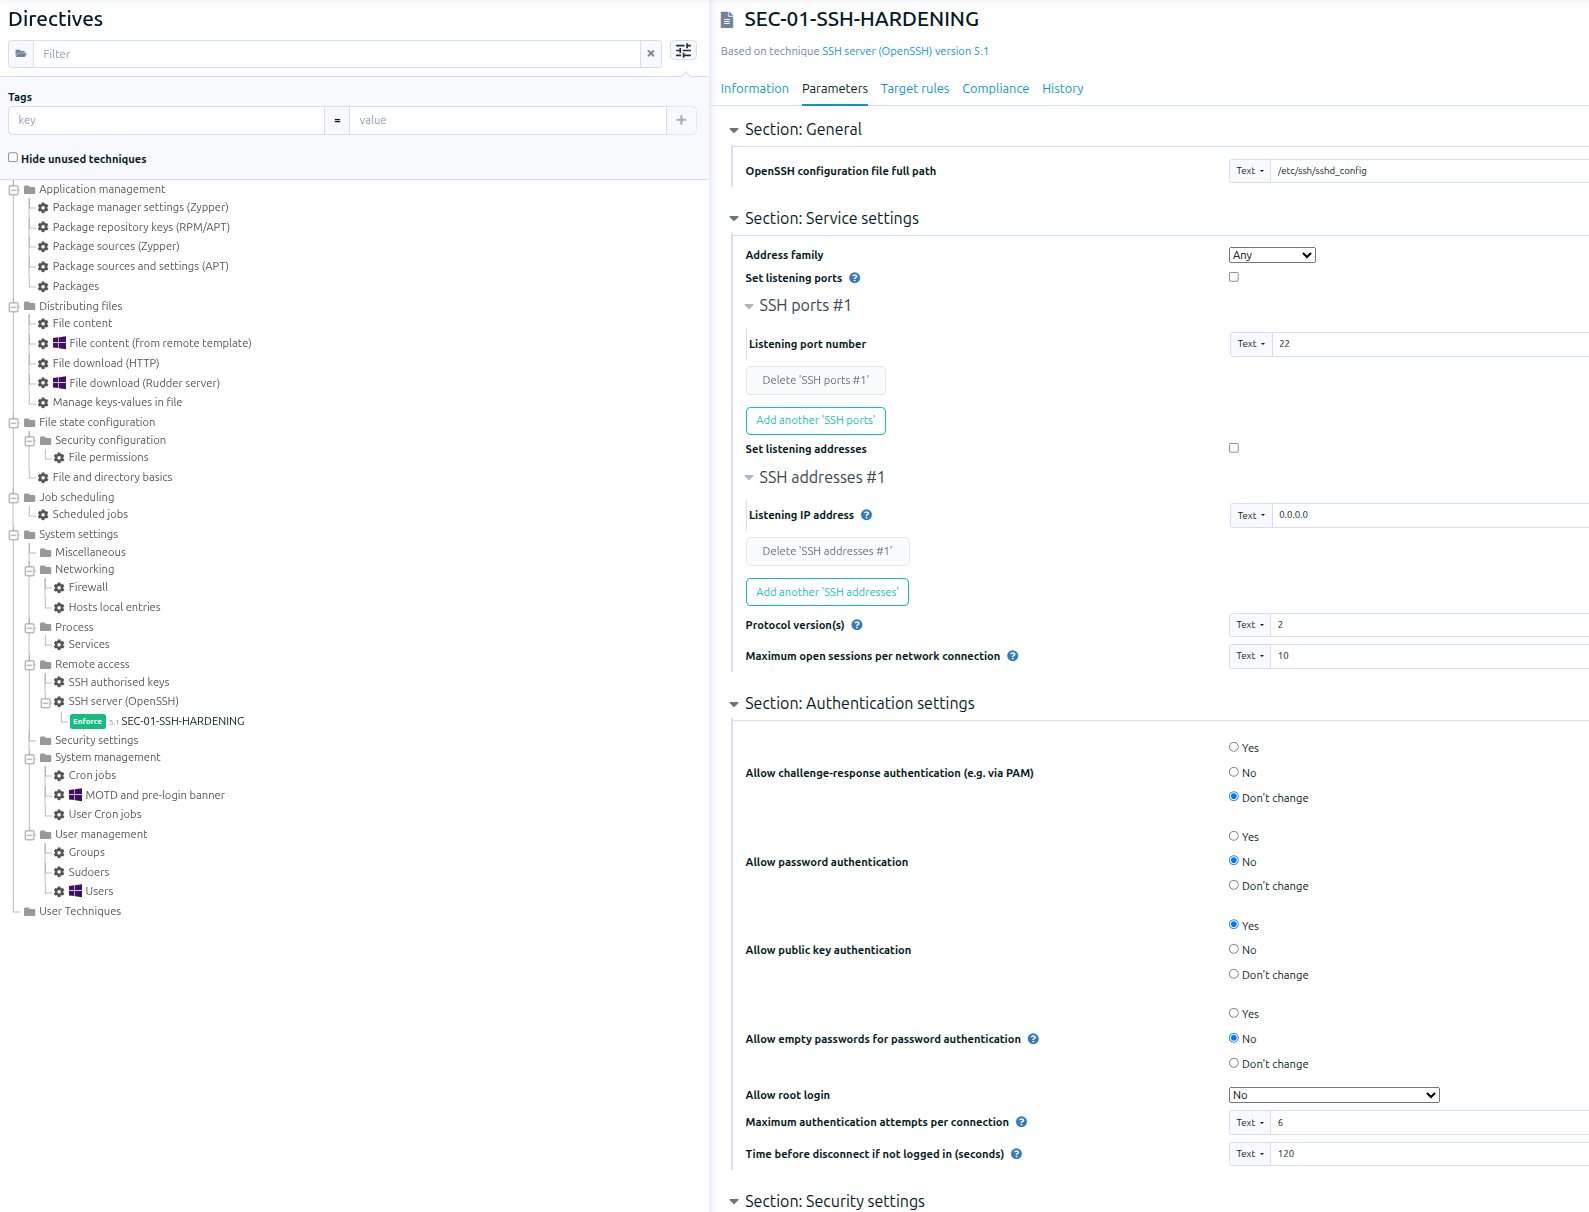 Directives
Filter
Tags
key
=
value
+
Hide unused techniques
Application management
Package manager settings (Zypper)
Package repository keys (RPM/APT)
Package sources (Zypper)
Package sources and settings (APT)
Packages
Distributing files
File content
File content (from remote template)
File download (HTTP)
File download (Rudder server)
Manage keys-values in file
File state configuration
Security configuration
File permissions
File and directory basics
Job scheduling
Scheduled jobs
System settings
Miscellaneous
Networking
Firewall
Hosts local entries
Process
Services
Remote access
SSH authorised keys
SSH server (OpenSSH)
Enforce 5.1 SEC-01-SSH-HARDENING
Security settings
System management
Cron jobs
MOTD and pre-login banner
User Cron jobs
User management
Groups
Sudoers
Users
User Techniques
SEC-01-SSH-HARDENING
Based on technique SSH server (OpenSSH) version 5.1
Information Parameters Target rules Compliance History
Section: General
OpenSSH configuration file full path Text /etc/ssh/sshd_config
Section: Service settings
Address family Any
Set listening ports ?
SSH ports #1
Listening port number Text 22
Delete 'SSH ports #1'
Add another 'SSH ports'
Set listening addresses
SSH addresses #1
Listening IP address ? Text 0.0.0.0
Delete 'SSH addresses #1'
Add another 'SSH addresses'
Protocol version(s) ? Text 2
Maximum open sessions per network connection ? Text 10
Section: Authentication settings
Yes
Allow challenge-response authentication (e.g. via PAM) No
Don't change
Yes
Allow password authentication No
Don't change
Yes
Allow public key authentication No
Don't change
Yes
Allow empty passwords for password authentication ? No
Don't change
Allow root login No
Maximum authentication attempts per connection ? Text 6
Time before disconnect if not logged in (seconds) ? Text 120
Section: Security settings